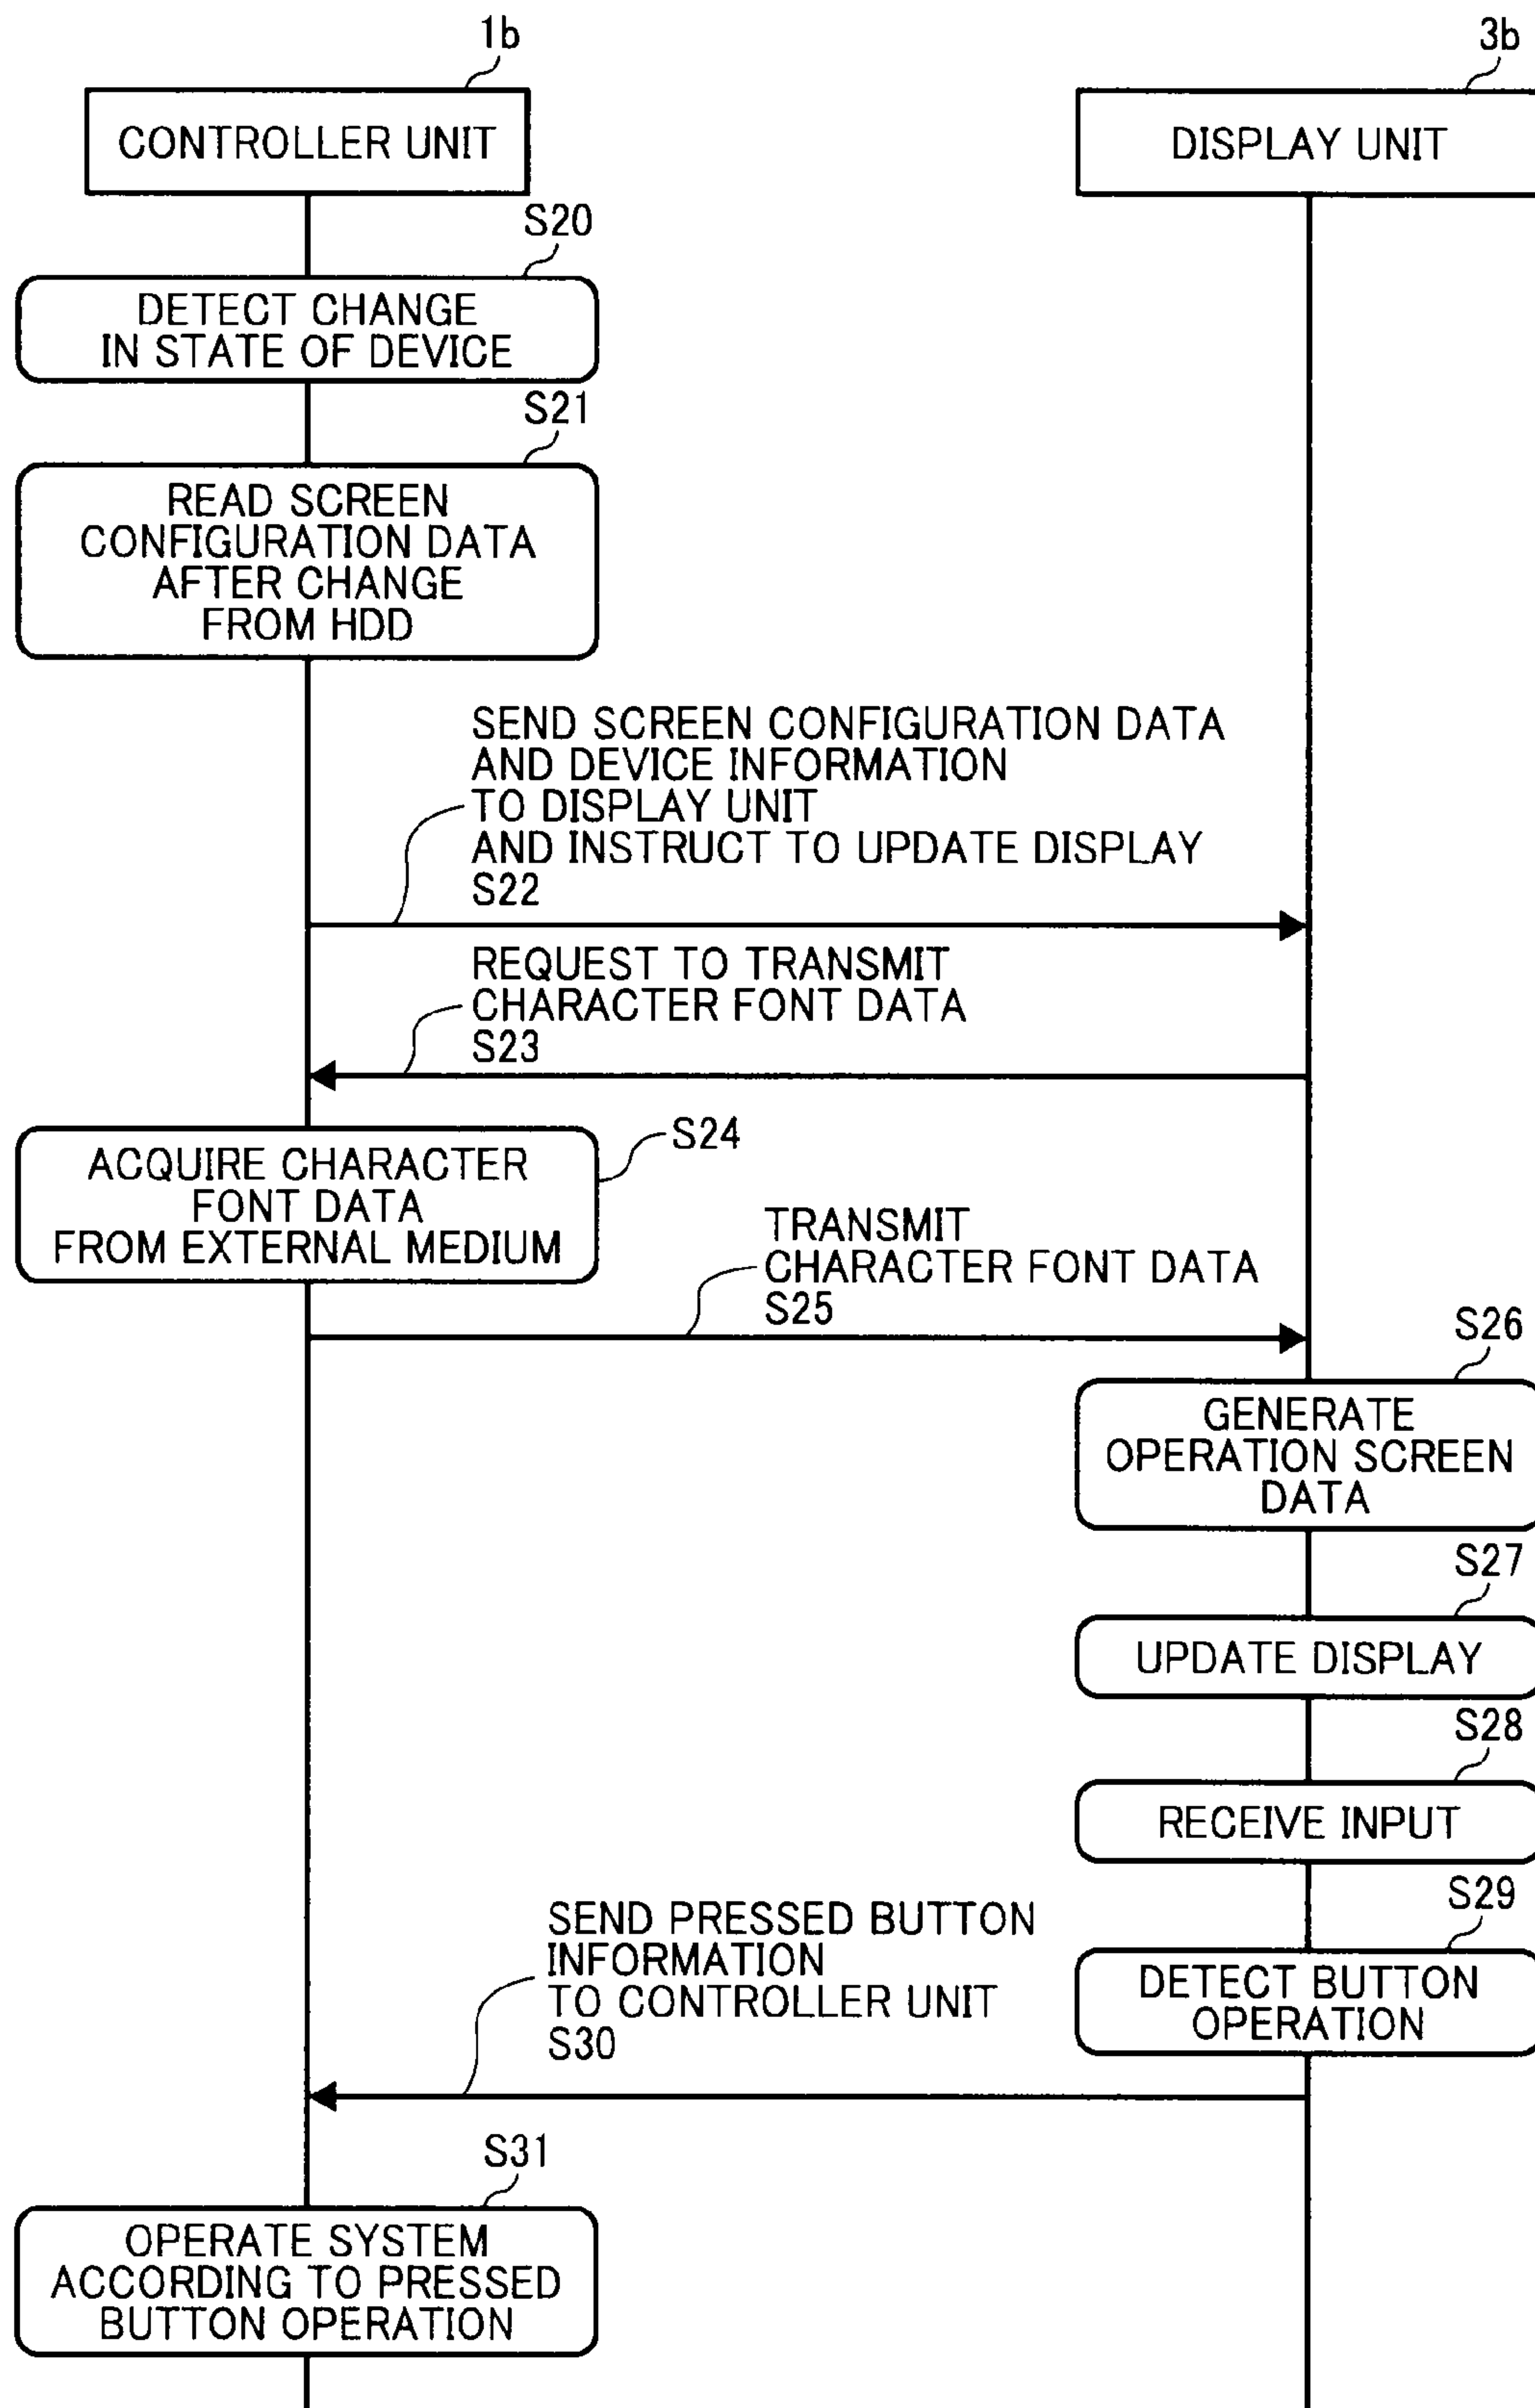 1b
3b
CONTROLLER UNIT
DISPLAY UNIT
S20
DETECT CHANGE
IN STATE OF DEVICE
S21
READ SCREEN
CONFIGURATION DATA
AFTER CHANGE
FROM HDD
SEND SCREEN CONFIGURATION DATA
AND DEVICE INFORMATION
TO DISPLAY UNIT
AND INSTRUCT TO UPDATE DISPLAY
S22
REQUEST TO TRANSMIT
CHARACTER FONT DATA
S23
S24
ACQUIRE CHARACTER
FONT DATA
FROM EXTERNAL MEDIUM
TRANSMIT
CHARACTER FONT DATA
S25
S26
GENERATE
OPERATION SCREEN
DATA
S27
UPDATE DISPLAY
S28
RECEIVE INPUT
S29
DETECT BUTTON
OPERATION
SEND PRESSED BUTTON
INFORMATION
TO CONTROLLER UNIT
S30
S31
OPERATE SYSTEM
ACCORDING TO PRESSED
BUTTON OPERATION